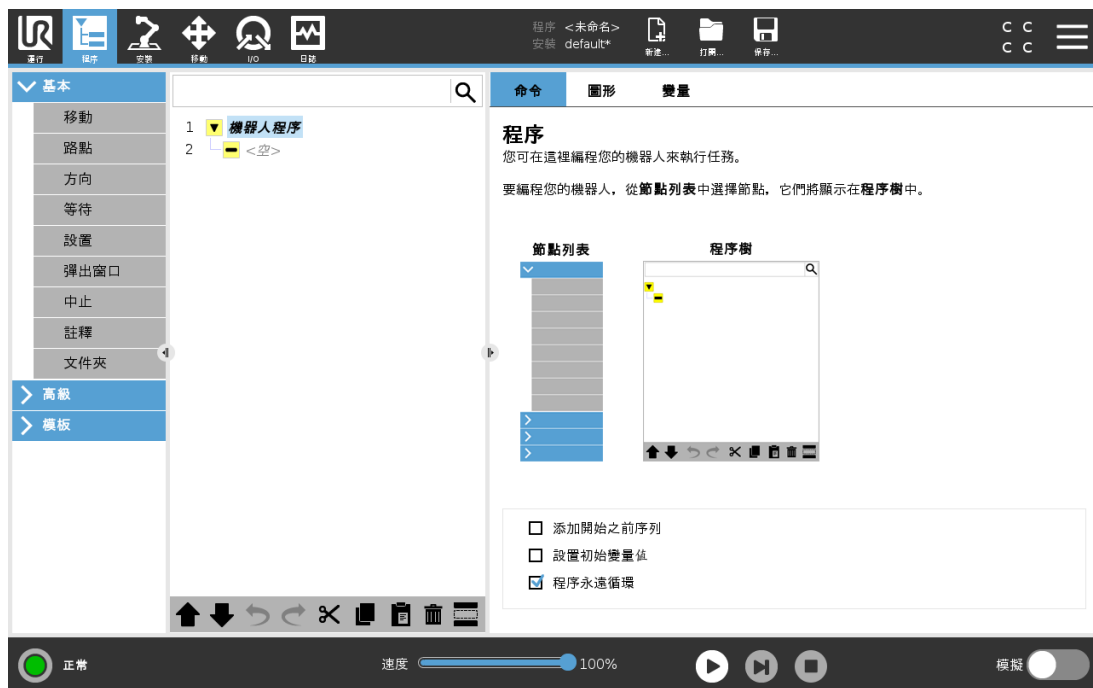 UR
程序 <未命名>
安裝 default*
運行 程序 安裝 移動 I/O 日誌 新建... 打開... 保存...
C C
C C
基本
移動
路點
方向
等待
設置
彈出窗口
中止
註釋
文件夾
高級
模板
1 機器人程序
2 <空>
命令 圖形 變量
程序
您可在這裡編程您的機器人來執行任務。
要編程您的機器人，從節點列表中選擇節點，它們將顯示在程序樹中。
節點列表 程序樹
添加開始之前序列
設置初始變量值
程序永遠循環
正常 速度 100% 模擬